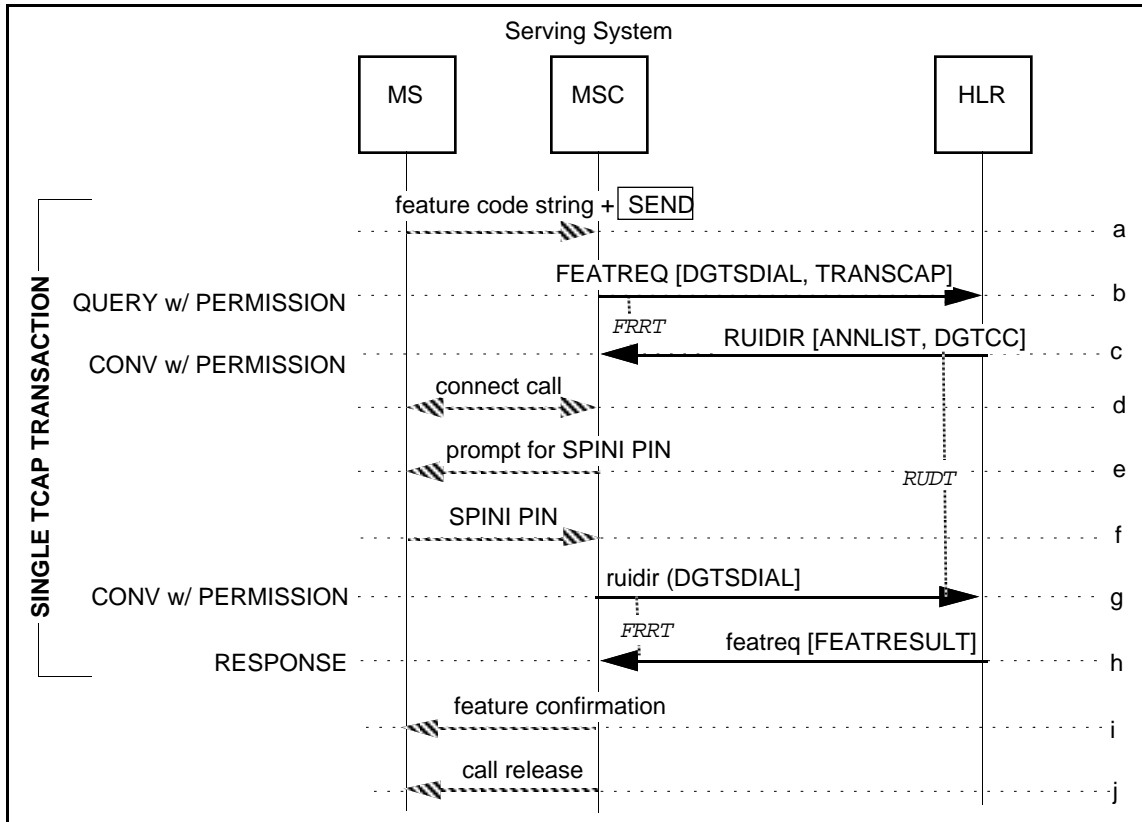 Serving System
MS
MSC
HLR
SINGLE TCAP TRANSACTION
feature code string + SEND
a
FEATREQ [DGTSDIAL, TRANSCAP]
QUERY w/ PERMISSION
b
FRRT
RUIDIR [ANNLIST, DGTCC]
CONV w/ PERMISSION
c
connect call
d
prompt for SPINI PIN
e
RUDT
SPINI PIN
f
ruidir (DGTSDIAL]
CONV w/ PERMISSION
g
FRRT
featreq [FEATRESULT]
RESPONSE
h
feature confirmation
i
call release
j